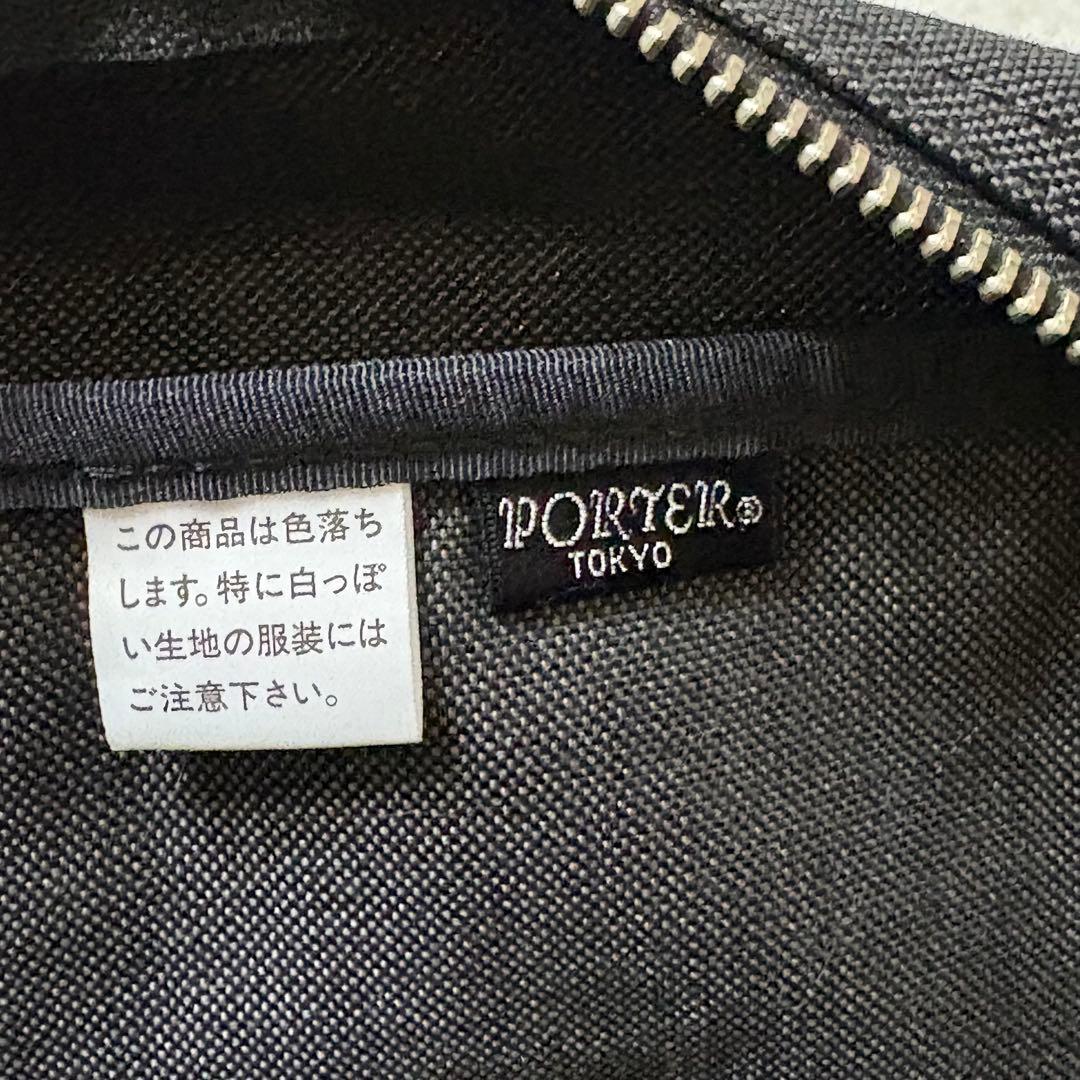 この商品は色落ち
します。特に白っぽ
い生地の服装には
ご注意下さい。
PORTER®
TOKYO